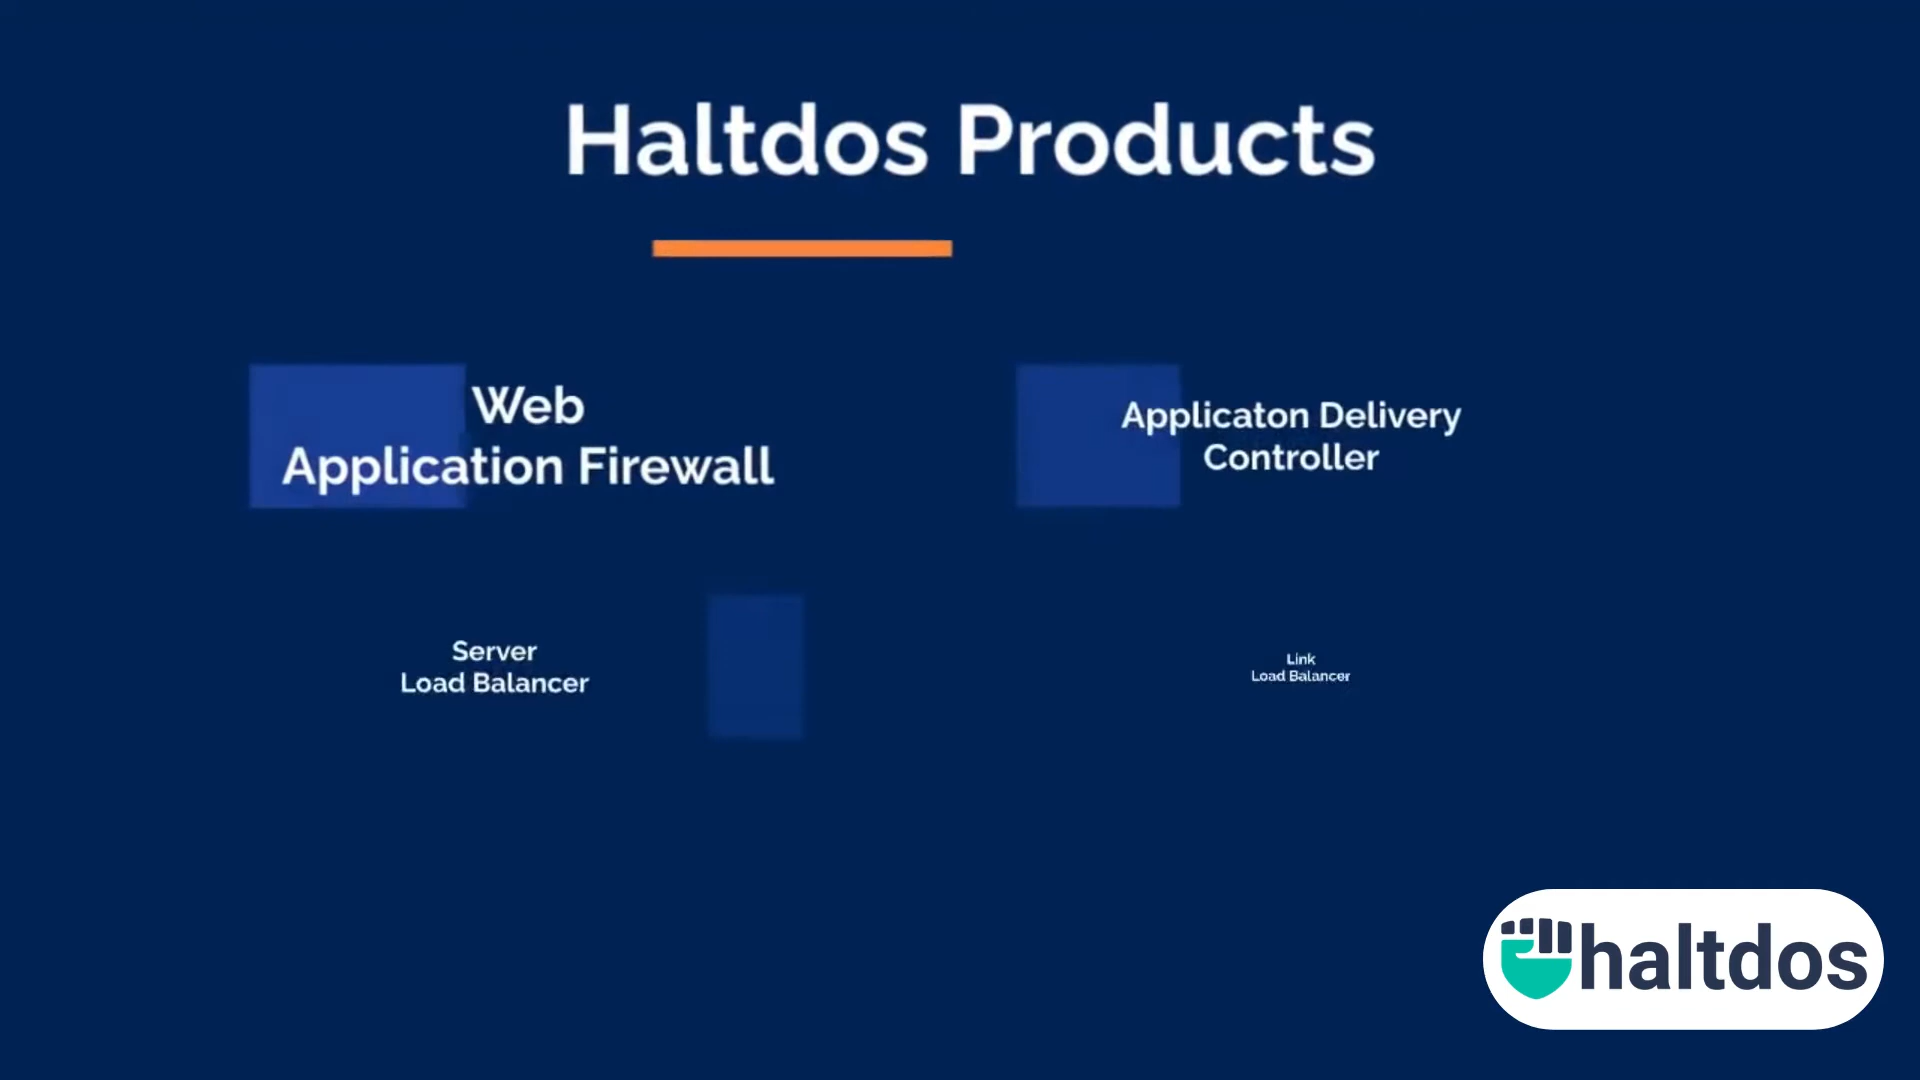 Haltdos Products
Web
Application Firewall
Applicaton Delivery
Controller
Server
Load Balancer
Link
Load Balancer
haltdos